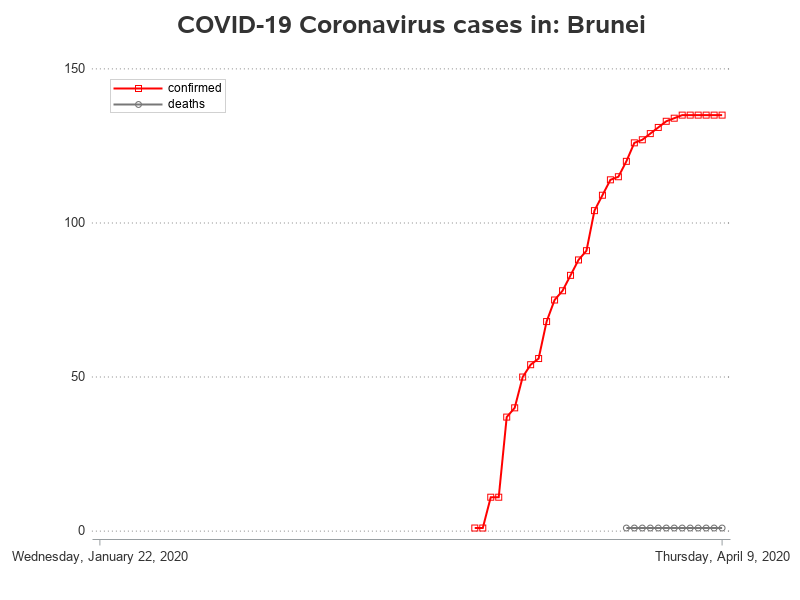 COVID-19 Coronavirus cases in: Brunei
150
confirmed
deaths
100
50
0
Wednesday, January 22, 2020
Thursday, April 9, 2020